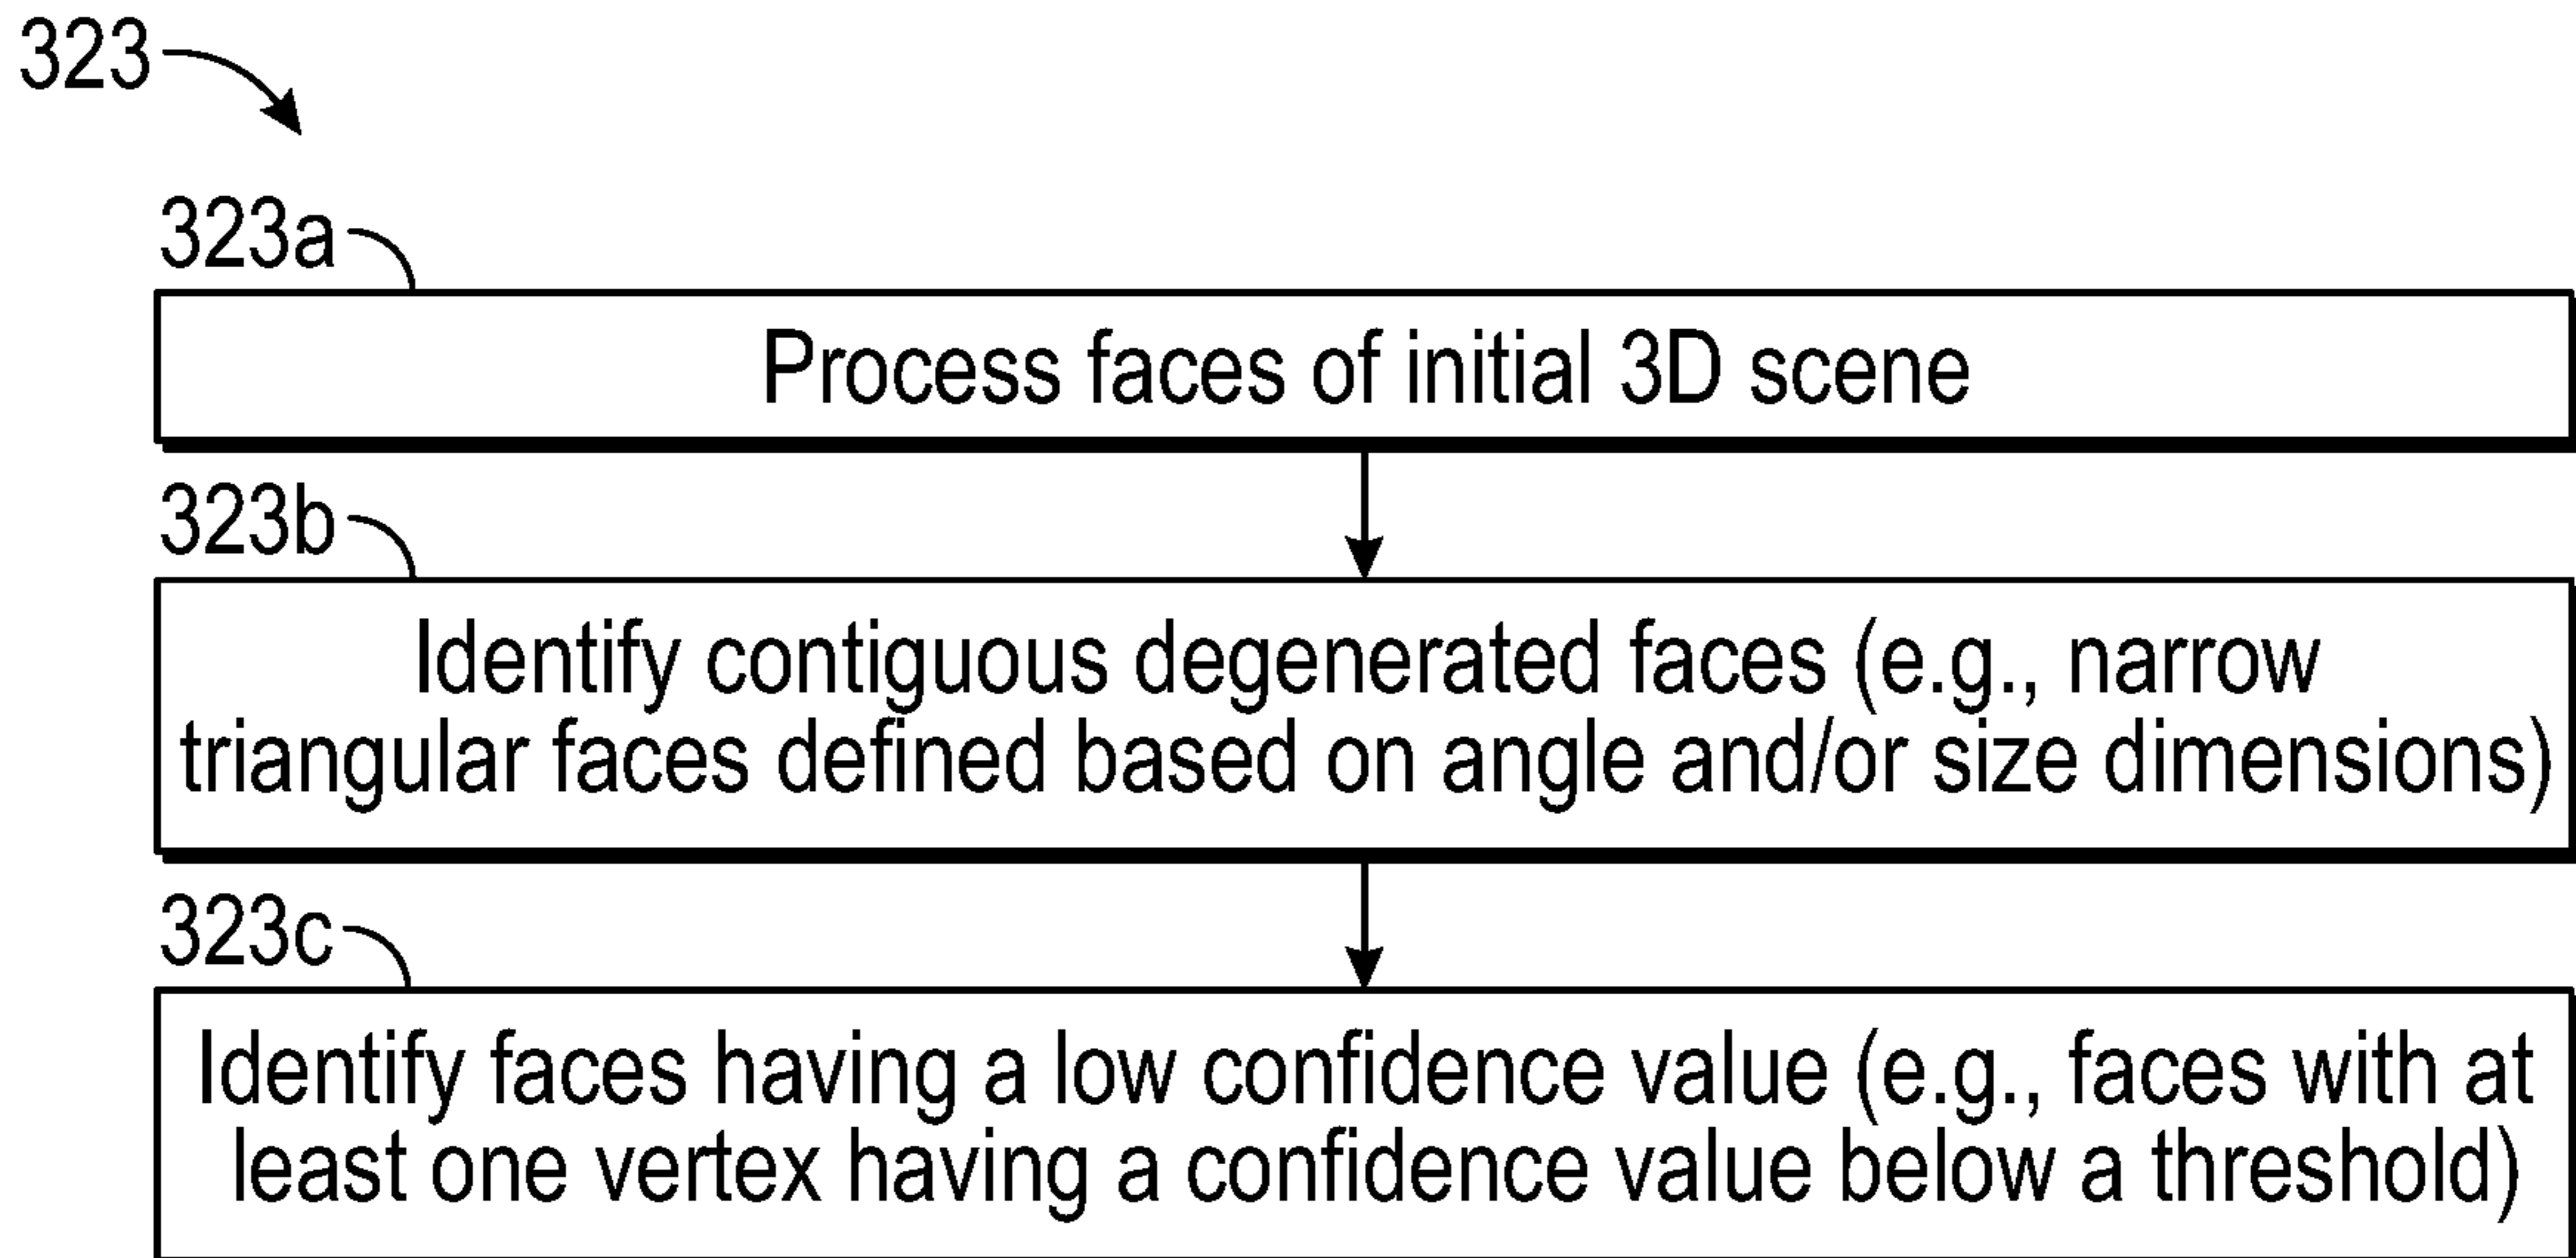 323
323a
Process faces of initial 3D scene
323b
Identify contiguous degenerated faces (e.g., narrow
triangular faces defined based on angle and/or size dimensions)
323c
Identify faces having a low confidence value (e.g., faces with at
least one vertex having a confidence value below a threshold)